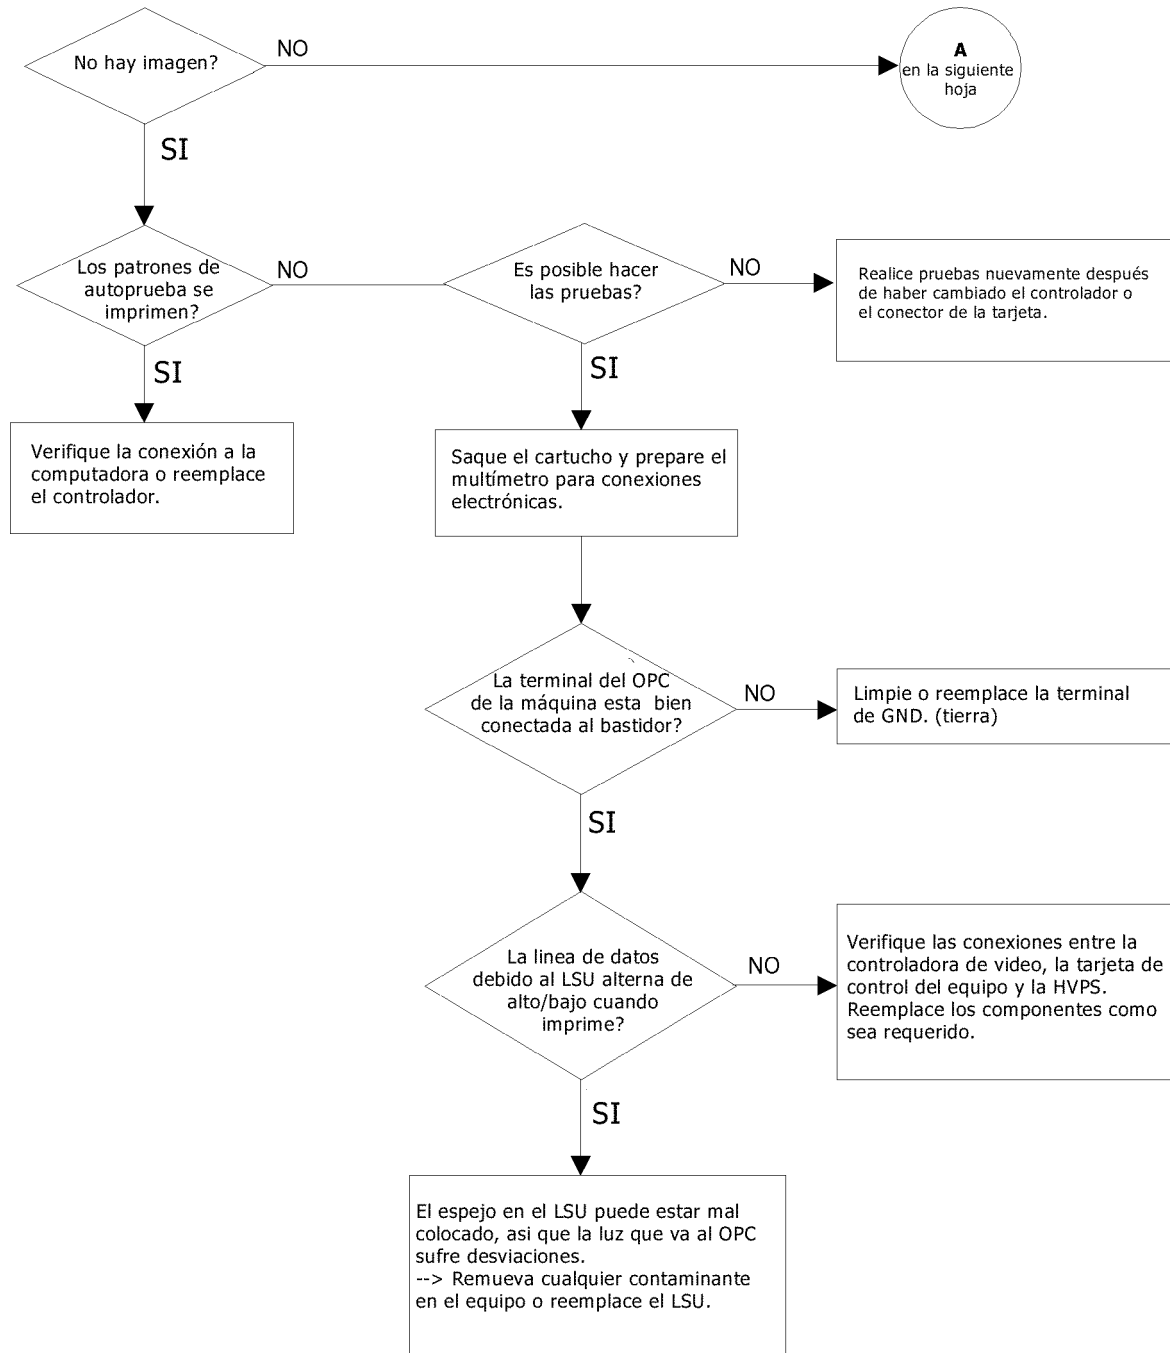 No hay imagen?
NO
A
en la siguiente
hoja
SI
Los patrones de
autoprueba se
imprimen?
NO
Es posible hacer
las pruebas?
NO
Realice pruebas nuevamente después
de haber cambiado el controlador o
el conector de la tarjeta.
SI
SI
Verifique la conexión a la
computadora o reemplace
el controlador.
Saque el cartucho y prepare el
multímetro para conexiones
electrónicas.
La terminal del OPC
de la máquina esta bien
conectada al bastidor?
NO
Limpie o reemplace la terminal
de GND. (tierra)
SI
La linea de datos
debido al LSU alterna de
alto/bajo cuando
imprime?
NO
Verifique las conexiones entre la
controladora de video, la tarjeta de
control del equipo y la HVPS.
Reemplace los componentes como
sea requerido.
SI
El espejo en el LSU puede estar mal
colocado, asi que la luz que va al OPC
sufre desviaciones.
--> Remueva cualquier contaminante
en el equipo o reemplace el LSU.